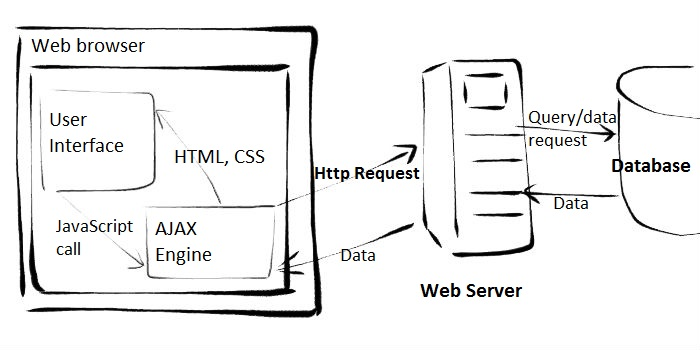 Web browser
User
Interface
HTML, CSS
JavaScript
call
AJAX
Engine
Http Request
Data
Web Server
Query/data
request
Data
Database